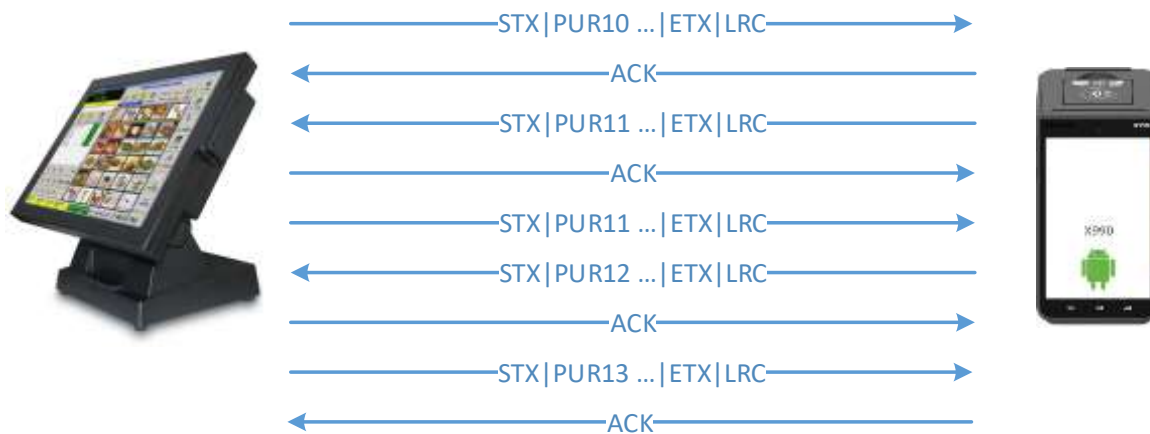 STX|PUR10 ...|ETX|LRC
ACK
STX|PUR11 ...|ETX|LRC
ACK
STX|PUR11 ...|ETX|LRC
X990
STX|PUR12 ...|ETX|LRC
ACK
STX|PUR13 ...|ETX|LRC
ACK